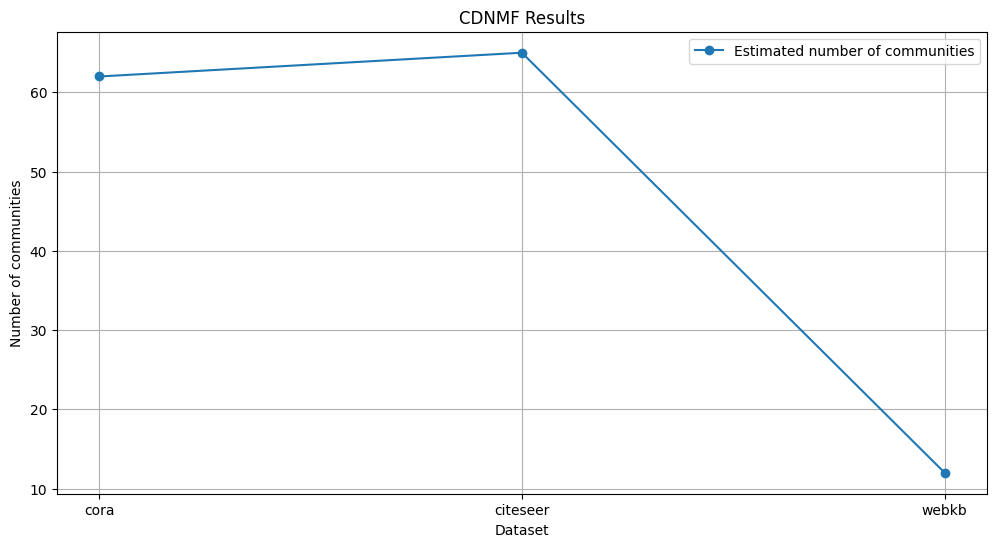 CDNMF Results
Estimated number of communities
Number of communities
60
50
40
30
20
10
cora
citeseer
webkb
Dataset